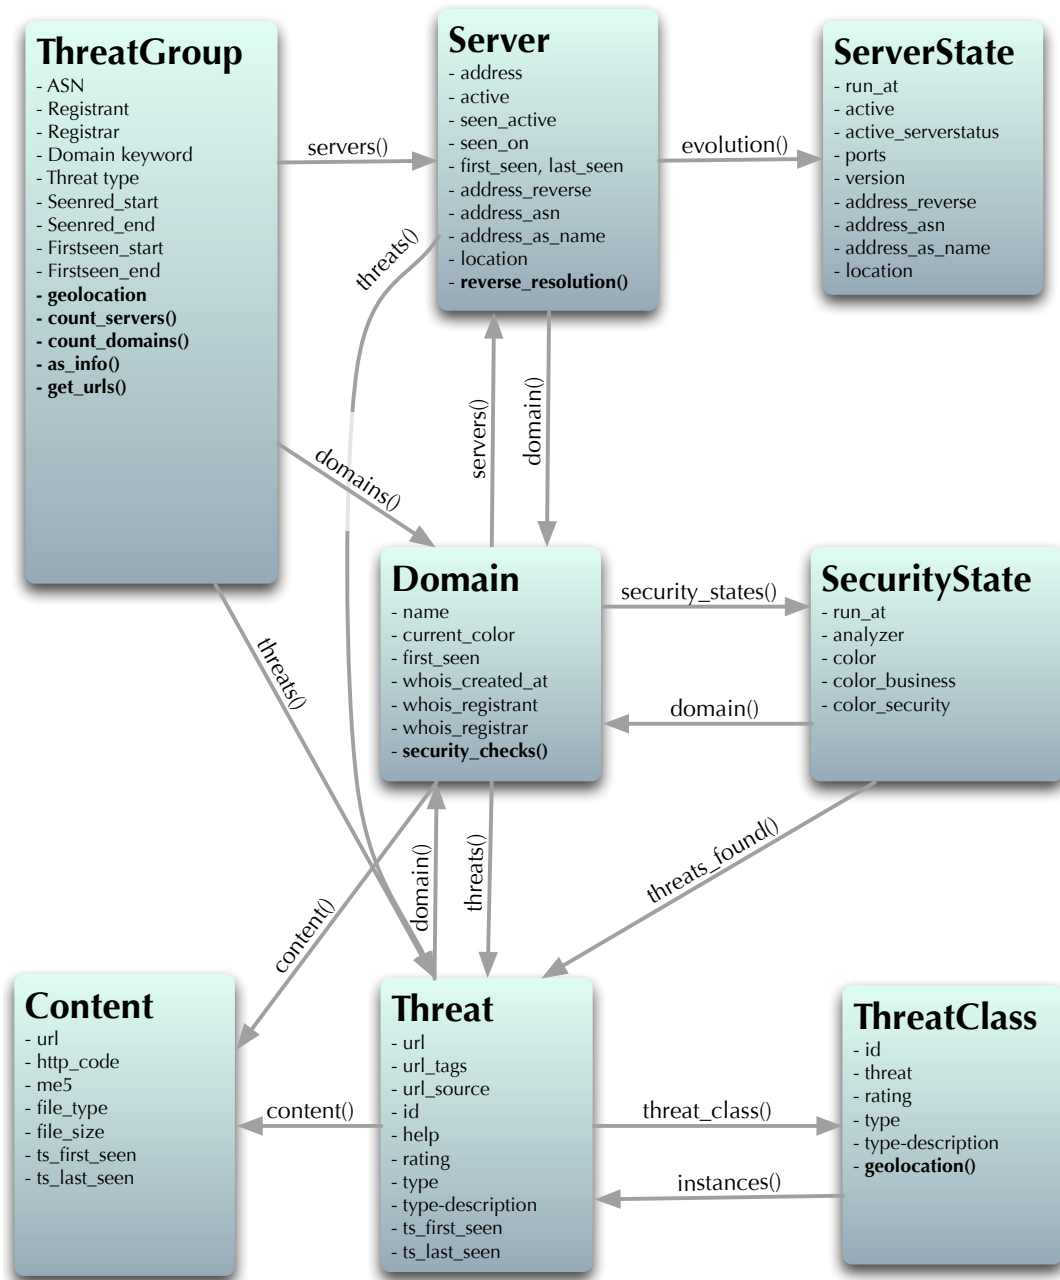 ThreatGroup
- ASN
- Registrant
- Registrar
- Domain keyword
- Threat type
- Seenred_start
- Seenred_end
- Firstseen_start
- Firstseen_end
- geolocation
- count_servers()
- count_domains()
- as_info()
- get_urls()
servers()
Server
- address
- active
- seen_active
- seen_on
- first_seen, last_seen
- address_reverse
- address_asn
- address_as_name
- location
- reverse_resolution()
evolution()
ServerState
- run_at
- active
- active_serverstatus
- ports
- version
- address_reverse
- address_asn
- address_as_name
- location
threats()
servers()
domain()
domains()
threats()
Domain
- name
- current_color
- first_seen
- whois_created_at
- whois_registrant
- whois_registrar
- security_checks()
security_states()
domain()
SecurityState
- run_at
- analyzer
- color
- color_business
- color_security
content()
domain()
threats()
threats_found()
Content
- url
- http_code
- me5
- file_type
- file_size
- ts_first_seen
- ts_last_seen
content()
Threat
- url
- url_tags
- url_source
- id
- help
- rating
- type
- type-description
- ts_first_seen
- ts_last_seen
threat_class()
instances()
ThreatClass
- id
- threat
- rating
- type
- type-description
- geolocation()